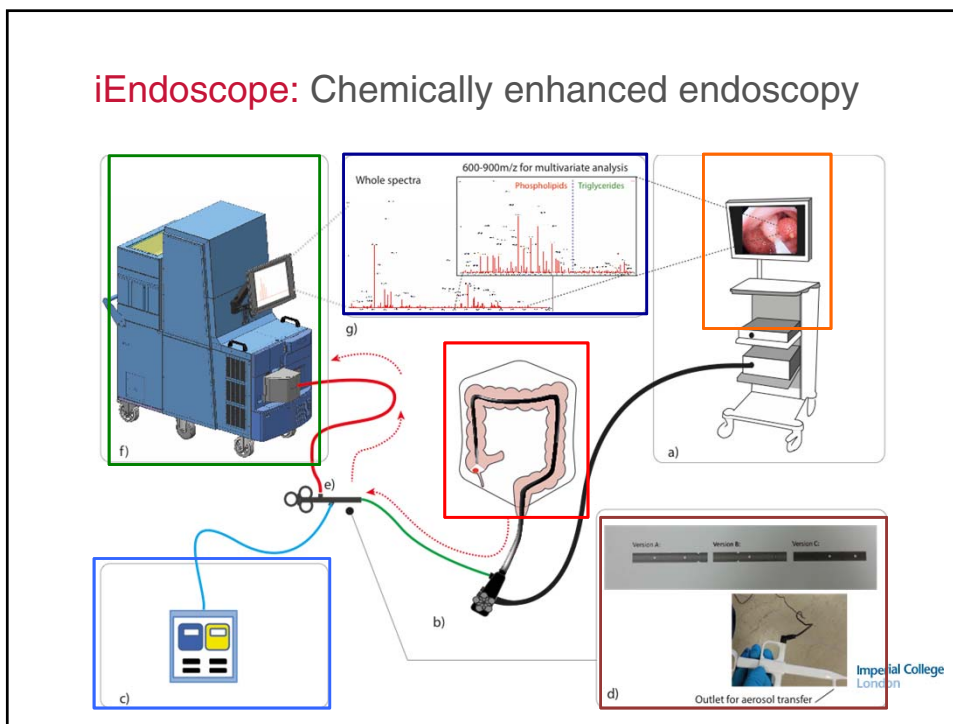 iEndoscope: Chemically enhanced endoscopy
600-900m/z for multivariate analysis
Whole spectra
Phospholipids
Triglycerides
g)
f)
a)
e)
Version A:
Version B:
Version C:
b)
c)
d)
Outlet for aerosol transfer
Imperial College
London